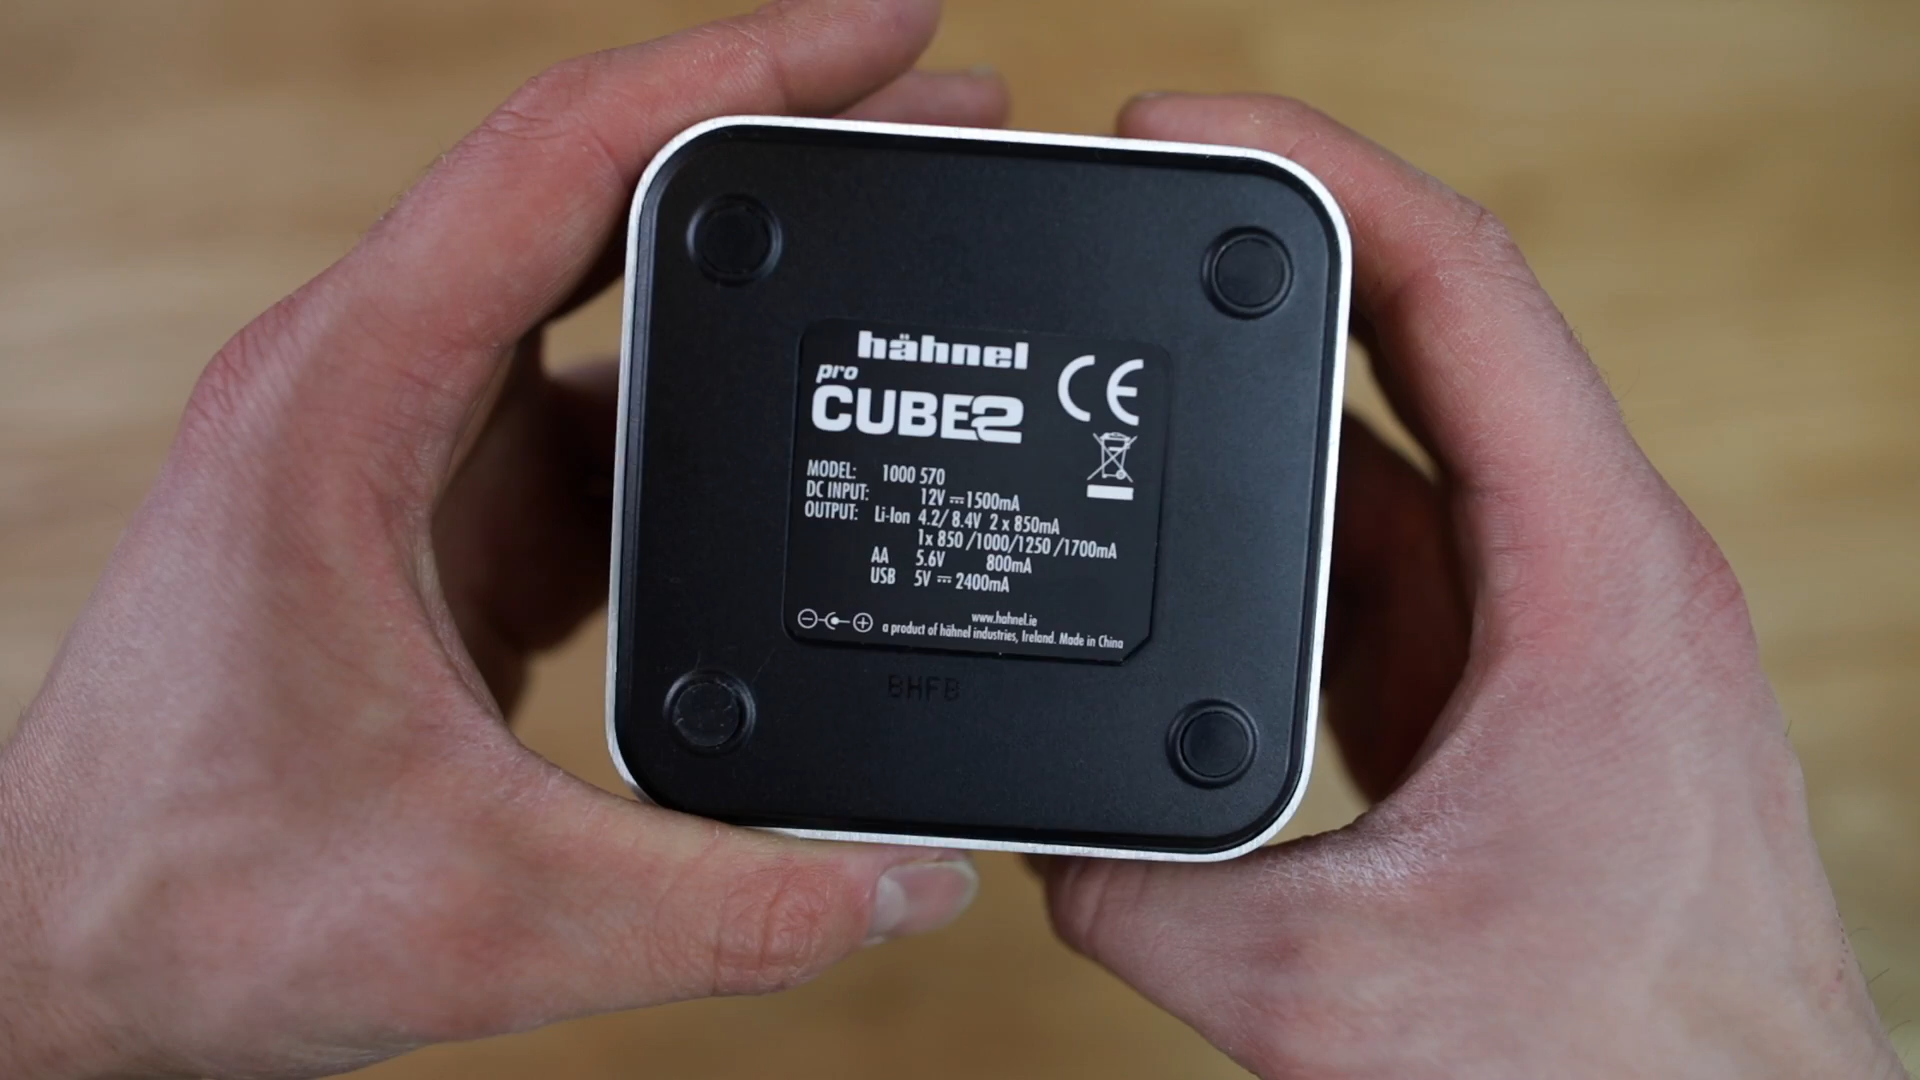 hähnel
pro
CUBE2
CE
MODEL: 1000 570
DC INPUT: 12V ⎓ 1500mA
OUTPUT: Li-Ion 4.2/ 8.4V 2 x 850mA
1x 850 /1000/1250 /1700mA
AA 5.6V 800mA
USB 5V ⎓ 2400mA
www.hahnel.ie
a product of hähnel industries, Ireland. Made in China
BHFB